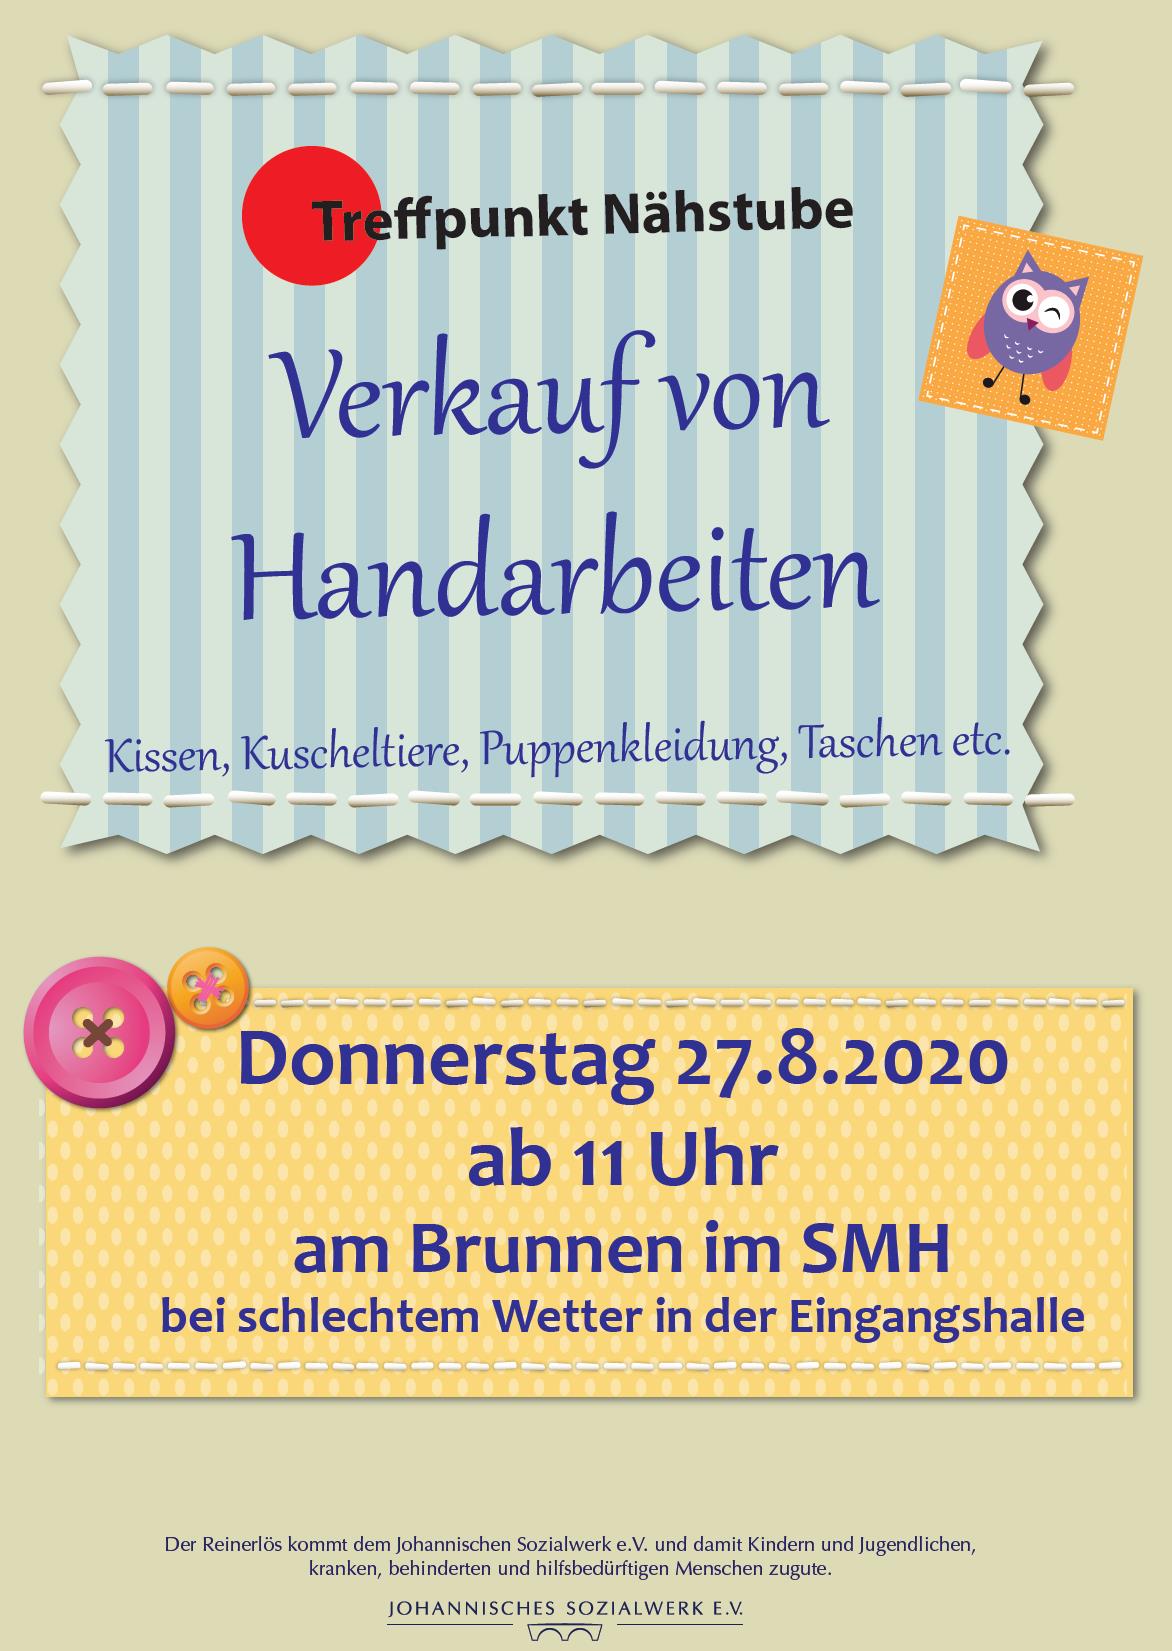 Treffpunkt Nähstube
Verkauf von
Handarbeiten
Kissen, Kuscheltiere, Puppenkleidung, Taschen etc.
Donnerstag 27.8.2020
ab 11 Uhr
am Brunnen im SMH
bei schlechtem Wetter in der Eingangshalle
Der Reinerlös kommt dem Johannischen Sozialwerk e.V. und damit Kindern und Jugendlichen,
kranken, behinderten und hilfsbedürftigen Menschen zugute.
JOHANNISCHES SOZIALWERK E.V.